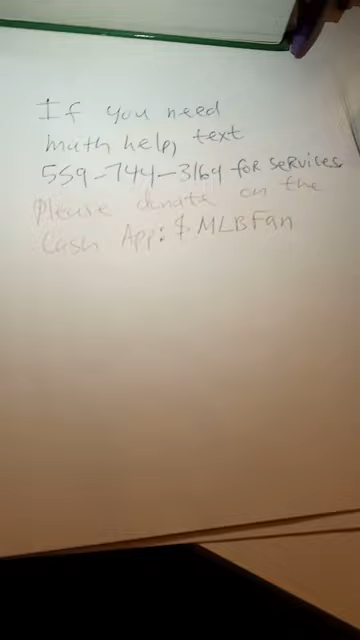 If you need
math help, text
559-744-3169 for services
Please donate on the
Cash App: $MLBFan